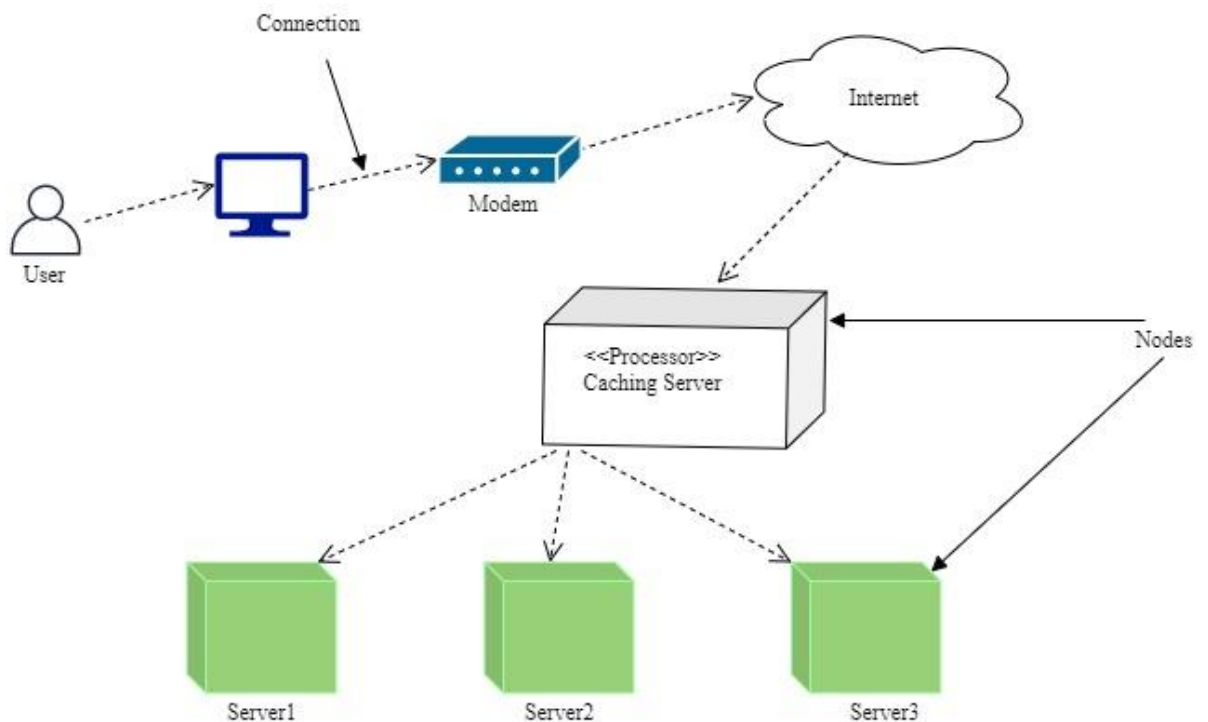 Connection
Internet
Modem
User
<<Processor>>
Caching Server
Nodes
Server1
Server2
Server3